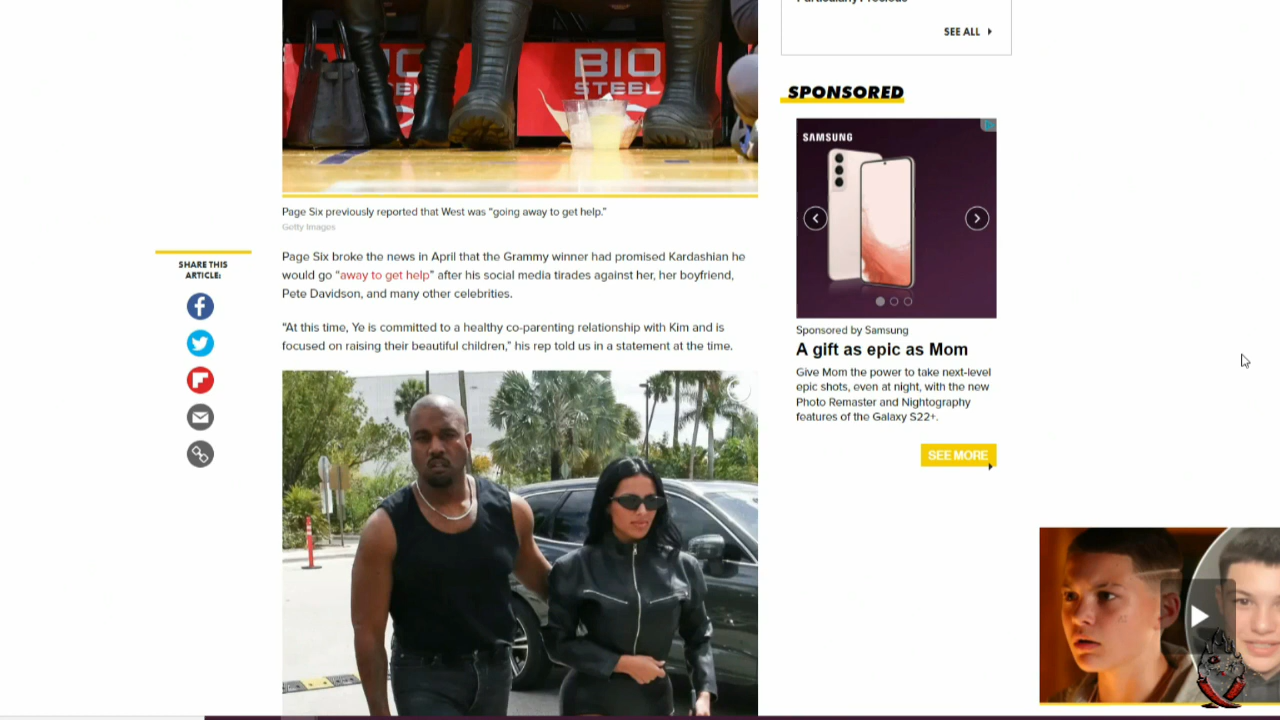 SEE ALL
BIO
STEEL
SPONSORED
SAMSUNG
Page Six previously reported that West was “going away to get help.”
Getty Images
SHARE THIS
ARTICLE:
Page Six broke the news in April that the Grammy winner had promised Kardashian he
would go “away to get help” after his social media tirades against her, her boyfriend,
Pete Davidson, and many other celebrities.
“At this time, Ye is committed to a healthy co-parenting relationship with Kim and is
focused on raising their beautiful children,” his rep told us in a statement at the time.
Sponsored by Samsung
A gift as epic as Mom
Give Mom the power to take next-level
epic shots, even at night, with the new
Photo Remaster and Nightography
features of the Galaxy S22+.
SEE MORE